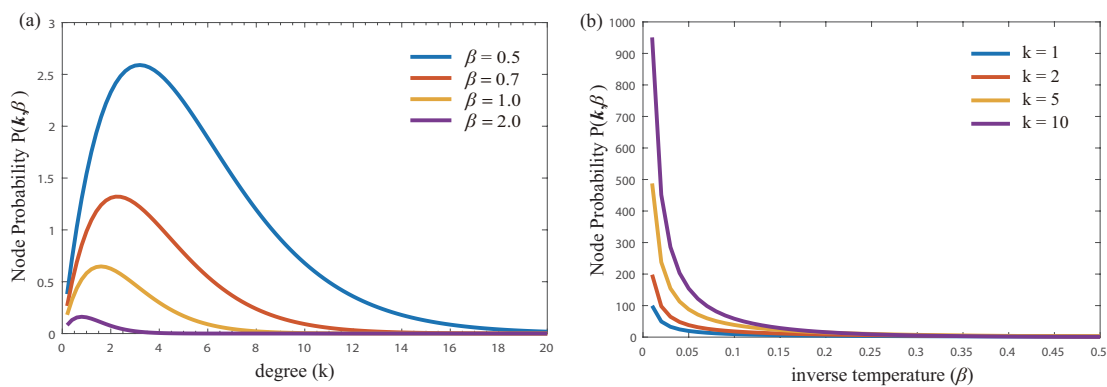 (a)
3
2.5
2
1.5
1
0.5
0
0 2 4 6 8 10 12 14 16 18 20
Node Probability P(k,β)
degree (k)
β = 0.5
β = 0.7
β = 1.0
β = 2.0
(b)
1000
900
800
700
600
500
400
300
200
100
0
0 0.05 0.1 0.15 0.2 0.25 0.3 0.35 0.4 0.45 0.5
Node Probability P(k,β)
inverse temperature (β)
k = 1
k = 2
k = 5
k = 10